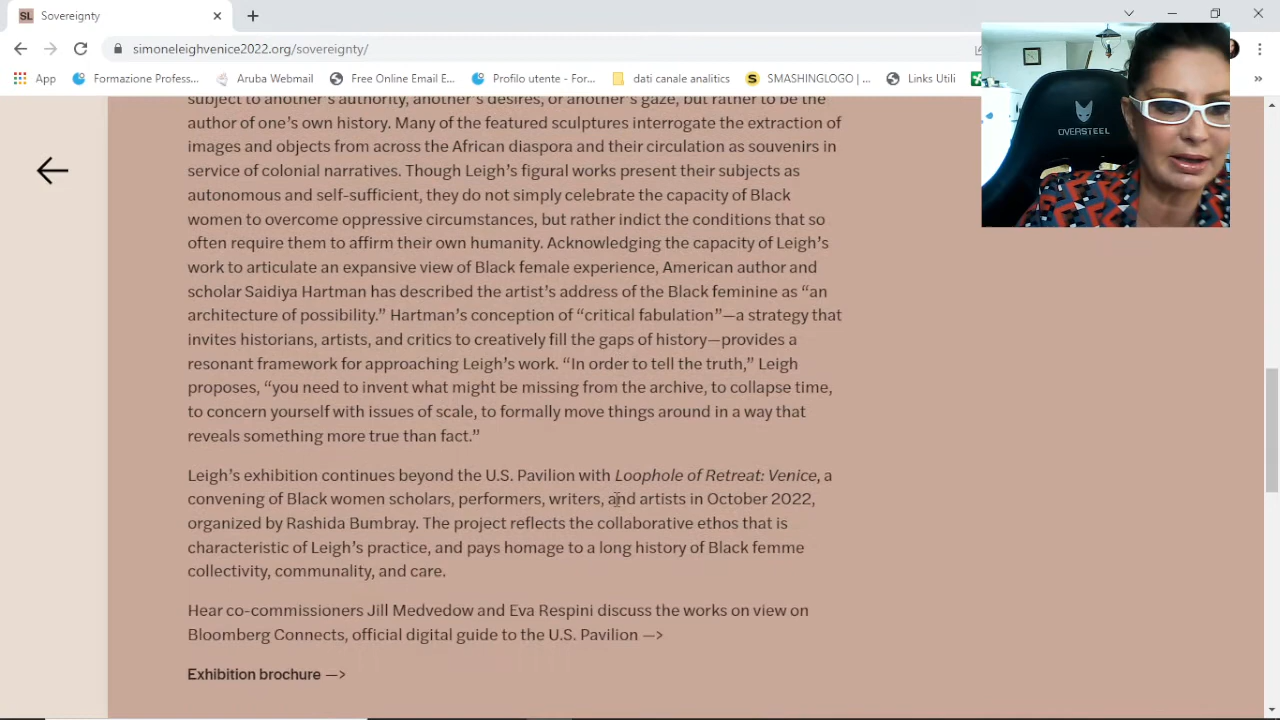 SL Sovereignty
simoneleighvenice2022.org/sovereignty/
App Formazione Profess... Aruba Webmail Free Online Email E... Profilo utente - For... dati canale analitics SMASHINGLOGO |... Links Utili
subject to another's authority, another's desires, or another's gaze, but rather to be the
author of one's own history. Many of the featured sculptures interrogate the extraction of
images and objects from across the African diaspora and their circulation as souvenirs in
service of colonial narratives. Though Leigh's figural works present their subjects as
autonomous and self-sufficient, they do not simply celebrate the capacity of Black
women to overcome oppressive circumstances, but rather indict the conditions that so
often require them to affirm their own humanity. Acknowledging the capacity of Leigh's
work to articulate an expansive view of Black female experience, American author and
scholar Saidiya Hartman has described the artist's address of the Black feminine as “an
architecture of possibility.” Hartman's conception of “critical fabulation”—a strategy that
invites historians, artists, and critics to creatively fill the gaps of history—provides a
resonant framework for approaching Leigh's work. “In order to tell the truth,” Leigh
proposes, “you need to invent what might be missing from the archive, to collapse time,
to concern yourself with issues of scale, to formally move things around in a way that
reveals something more true than fact.”
Leigh's exhibition continues beyond the U.S. Pavilion with Loophole of Retreat: Venice, a
convening of Black women scholars, performers, writers, and artists in October 2022,
organized by Rashida Bumbray. The project reflects the collaborative ethos that is
characteristic of Leigh's practice, and pays homage to a long history of Black femme
collectivity, communality, and care.
Hear co-commissioners Jill Medvedow and Eva Respini discuss the works on view on
Bloomberg Connects, official digital guide to the U.S. Pavilion —>
Exhibition brochure —>
OVERSTEEL